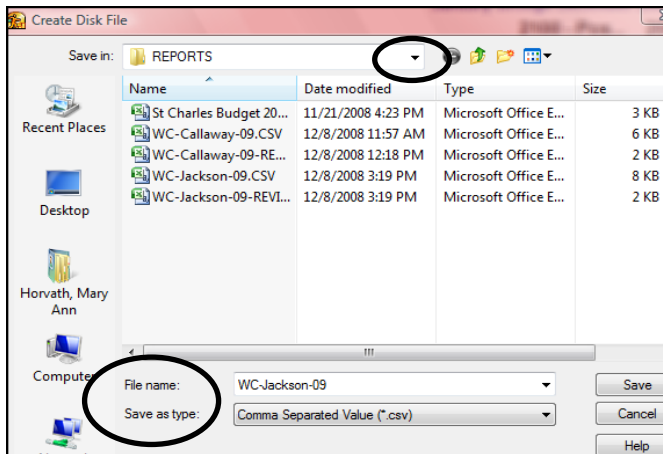 Create Disk File
Save in: REPORTS
Name Date modified Type Size
St Charles Budget 20... 11/21/2008 4:23 PM Microsoft Office E... 3 KB
WC-Callaway-09.CSV 12/8/2008 11:57 AM Microsoft Office E... 6 KB
WC-Callaway-09-RE... 12/8/2008 12:18 PM Microsoft Office E... 2 KB
WC-Jackson-09.CSV 12/8/2008 3:19 PM Microsoft Office E... 8 KB
WC-Jackson-09-REVI... 12/8/2008 3:19 PM Microsoft Office E... 2 KB
Recent Places
Desktop
Horvath, Mary
Ann
Computer
File name: WC-Jackson-09 Save
Save as type: Comma Separated Value (*.csv) Cancel
Help